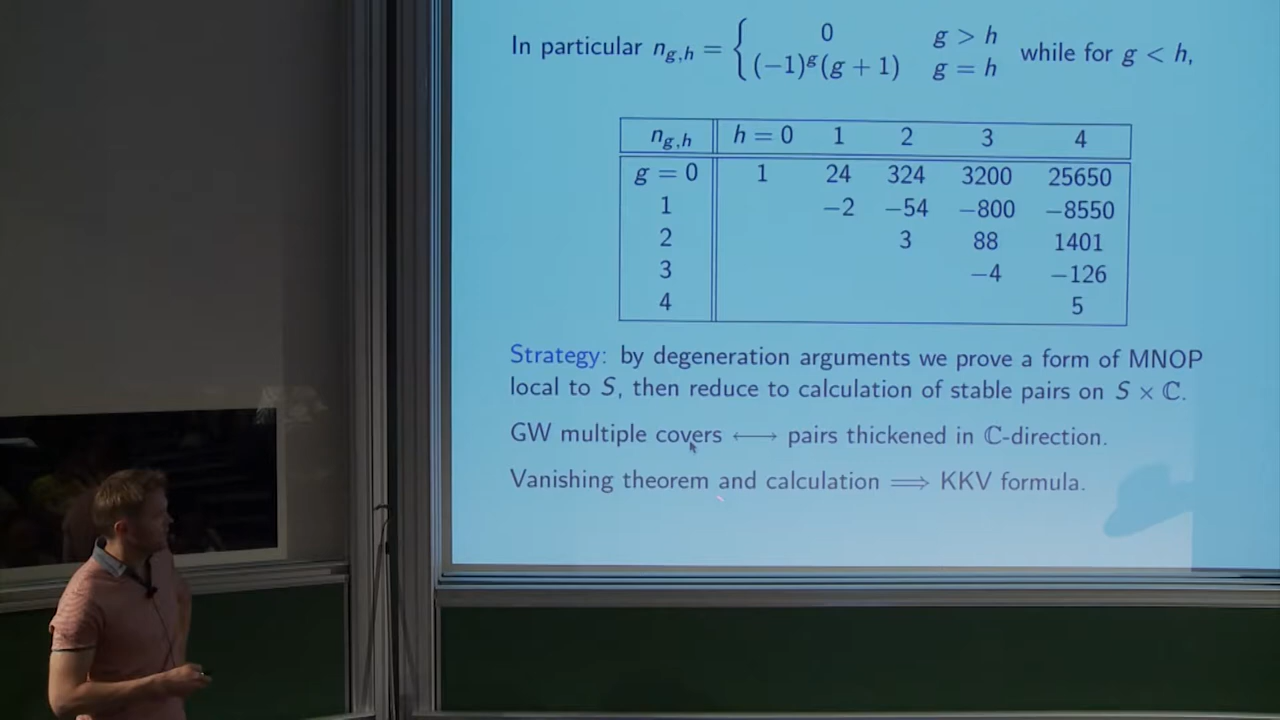 In particular n_{g,h} = { 0 g > h
(−1)^g(g + 1) g = h while for g < h,
n_{g,h} h = 0 1 2 3 4
g = 0 1 24 324 3200 25650
1 −2 −54 −800 −8550
2 3 88 1401
3 −4 −126
4 5
Strategy: by degeneration arguments we prove a form of MNOP
local to S, then reduce to calculation of stable pairs on S × ℂ.
GW multiple covers ⟷ pairs thickened in ℂ-direction.
Vanishing theorem and calculation ⟹ KKV formula.